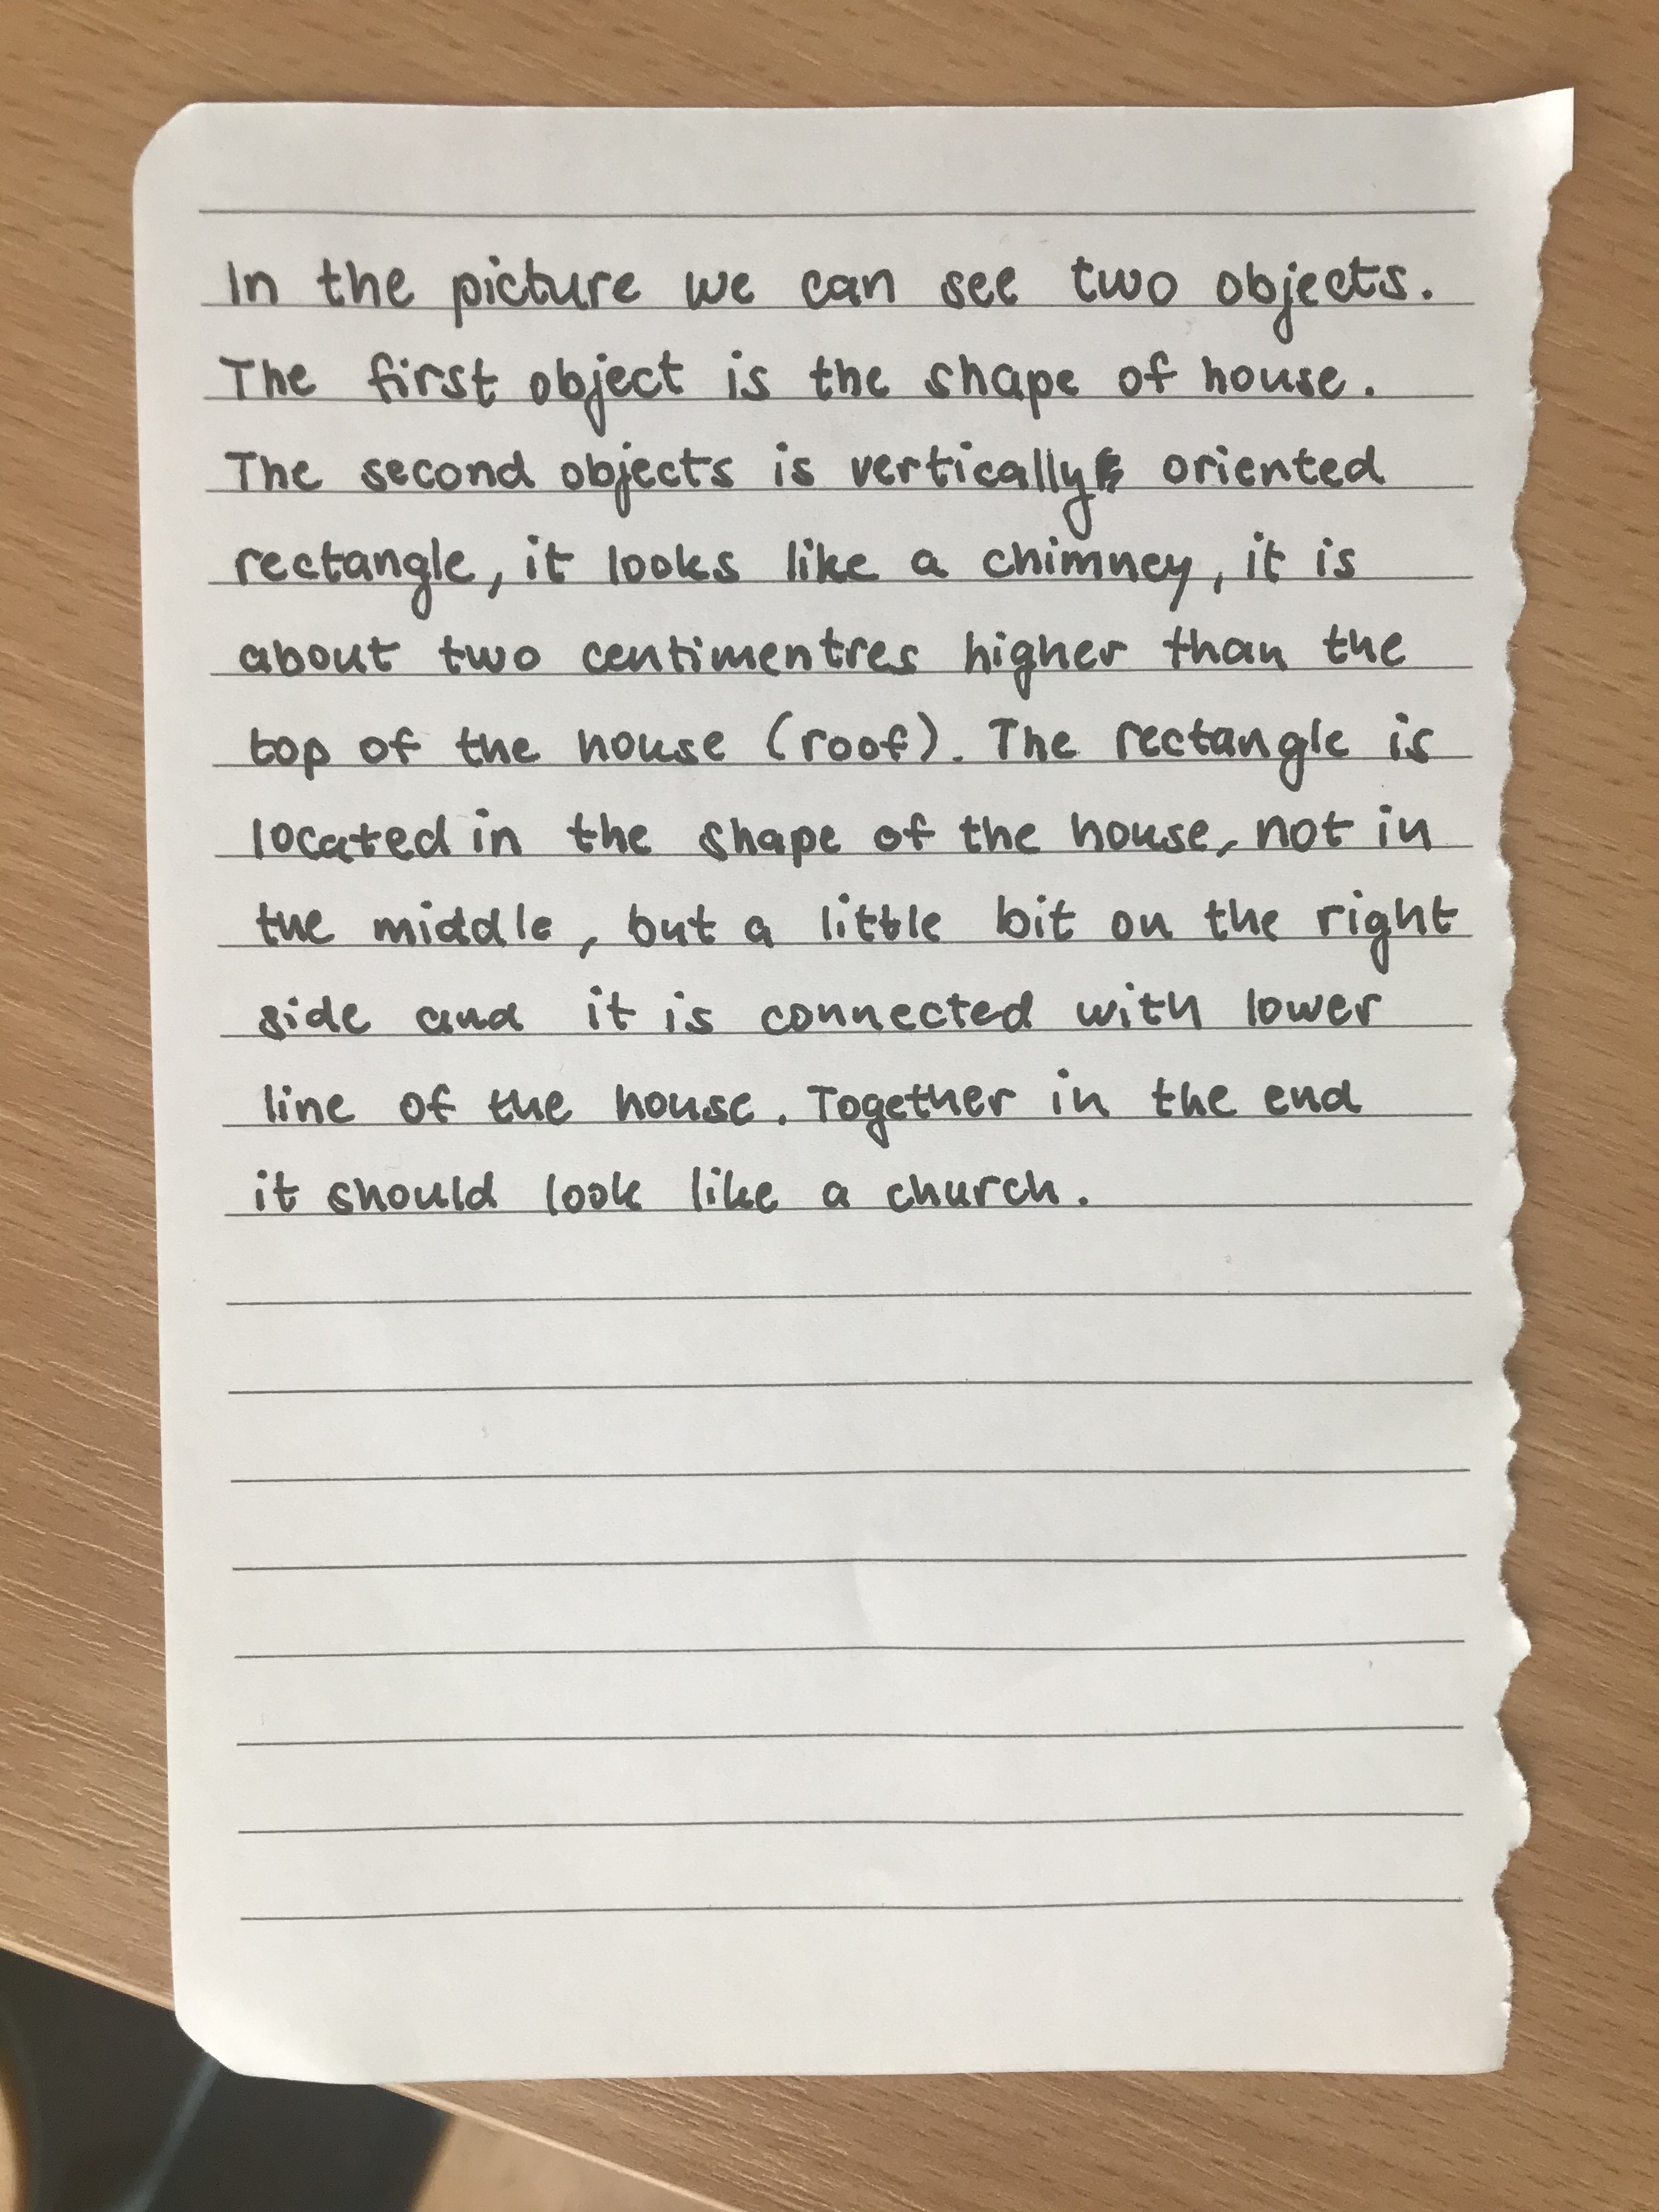 In the picture we can see two objects.
The first object is the shape of house.
The second objects is vertically oriented
rectangle, it looks like a chimney, it is
about two centimentres higher than the
top of the house (roof). The rectangle is
located in the shape of the house, not in
the middle, but a little bit on the right
side and it is connected with lower
line of the house. Together in the end
it should look like a church.